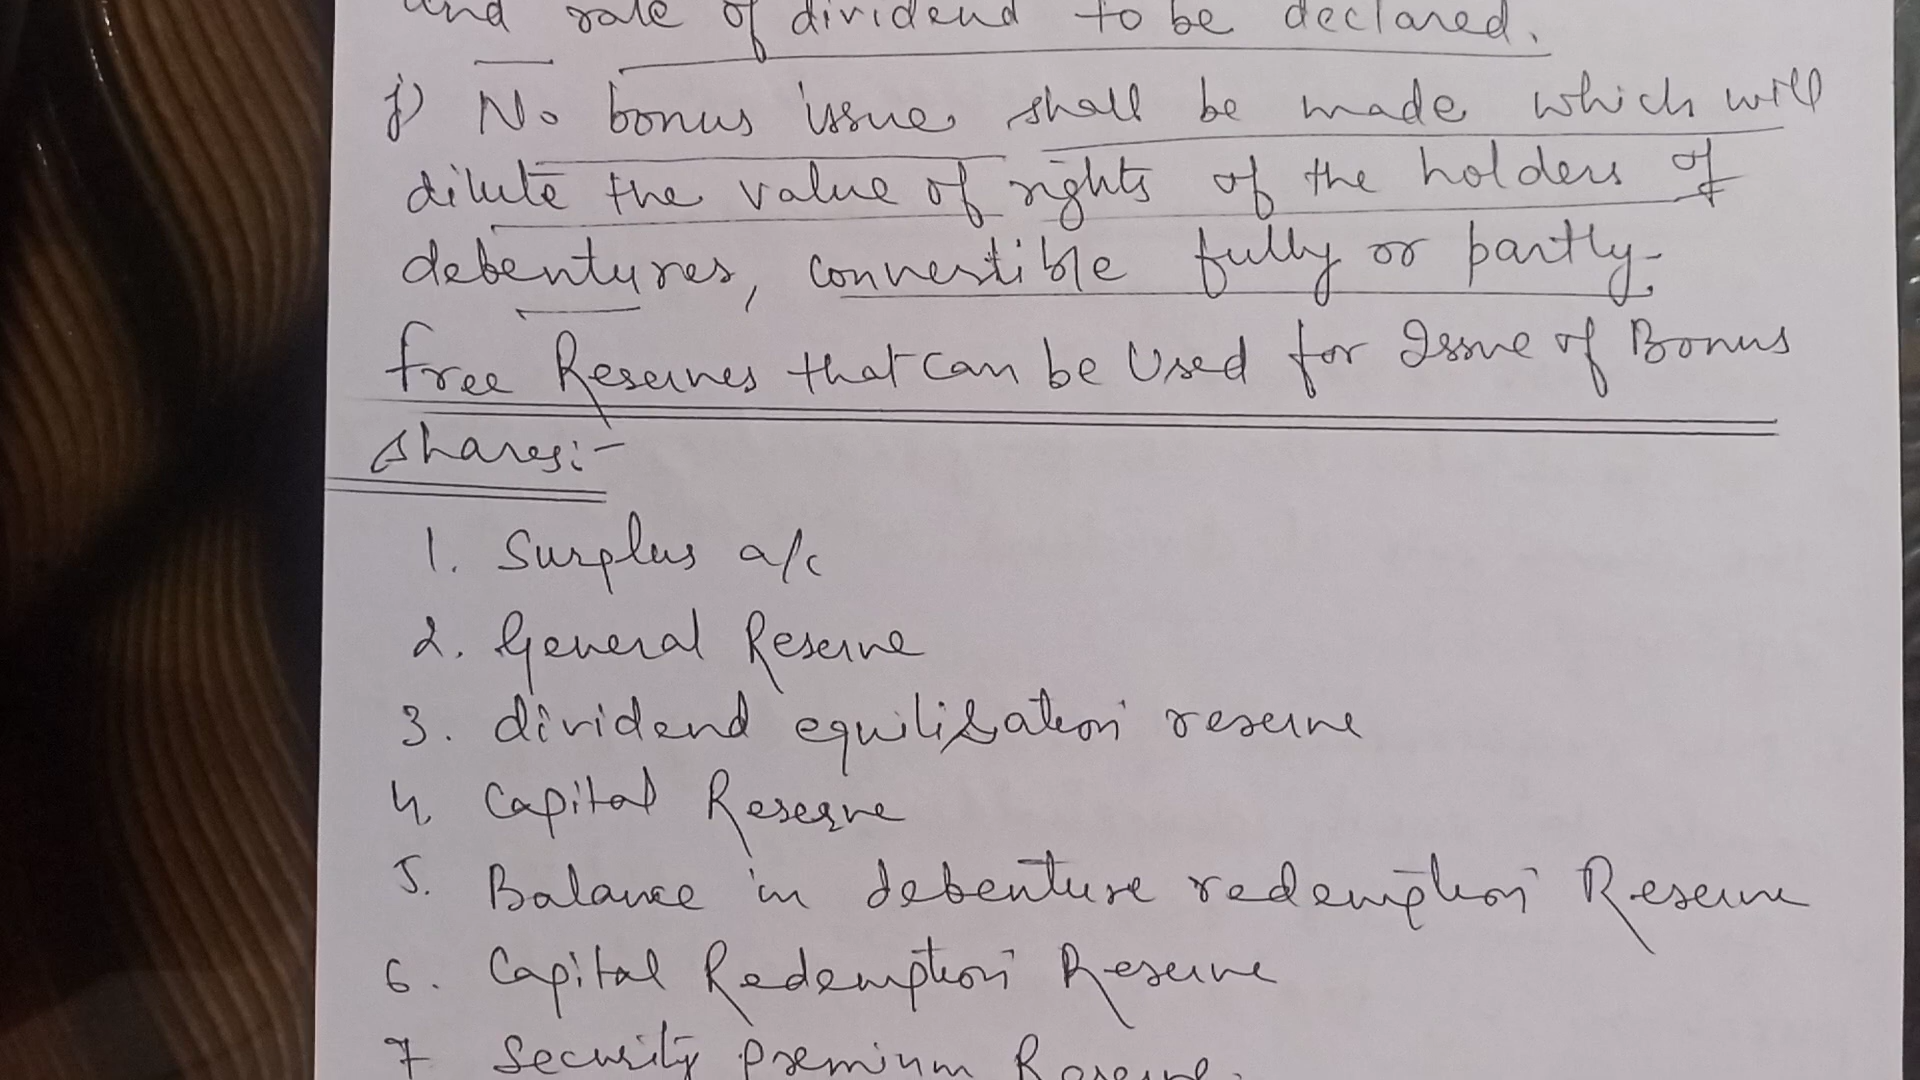 and rate of dividend to be declared.
j) No bonus issue shall be made which will
dilute the value of rights of the holders of
debentures, convertible fully or partly.
free Reserves that can be Used for Issue of Bonus
shares:-
1. Surplus a/c
2. General Reserve
3. dividend equilisation reserve
4. Capital Reserve
5. Balance in debenture redemption Reserve
6. Capital Redemption Reserve
7 Security premium Reserve.